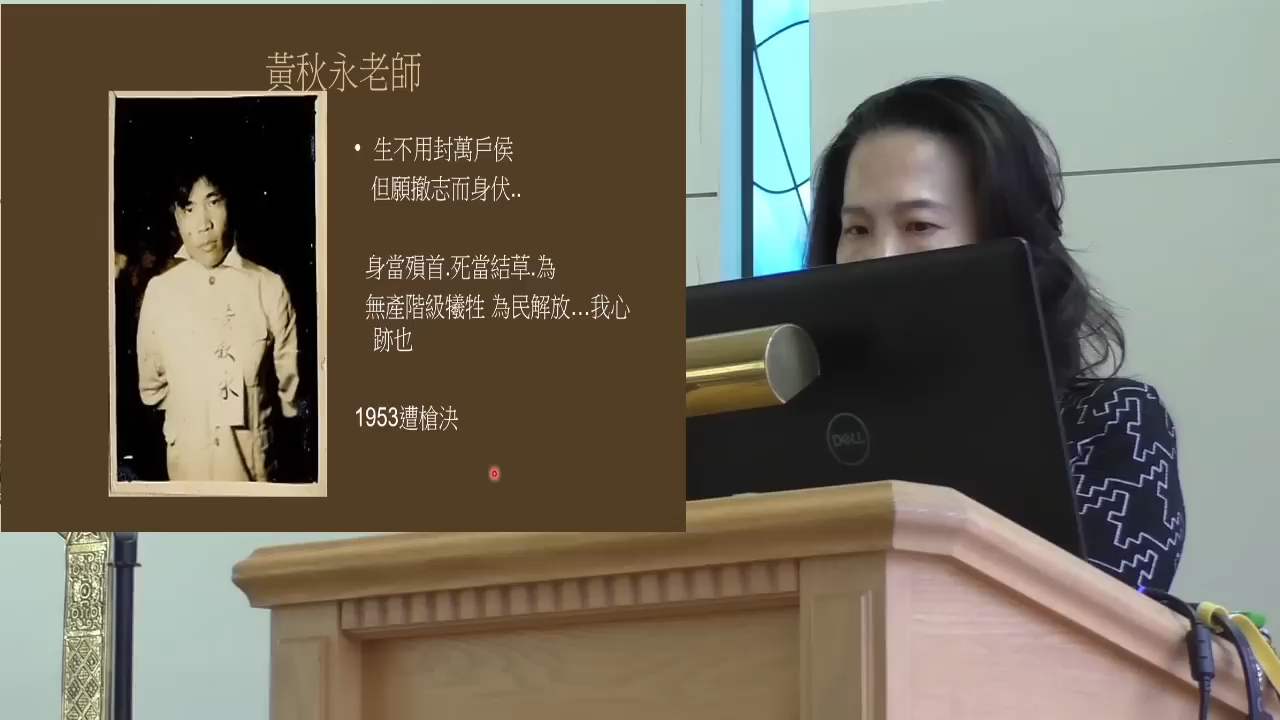 黃秋永老師
• 生不用封萬戶侯
但願撤志而身伏..
身當殞首.死當結草.為
無產階級犧牲 為民解放...我心
跡也
1953遭槍決
DELL